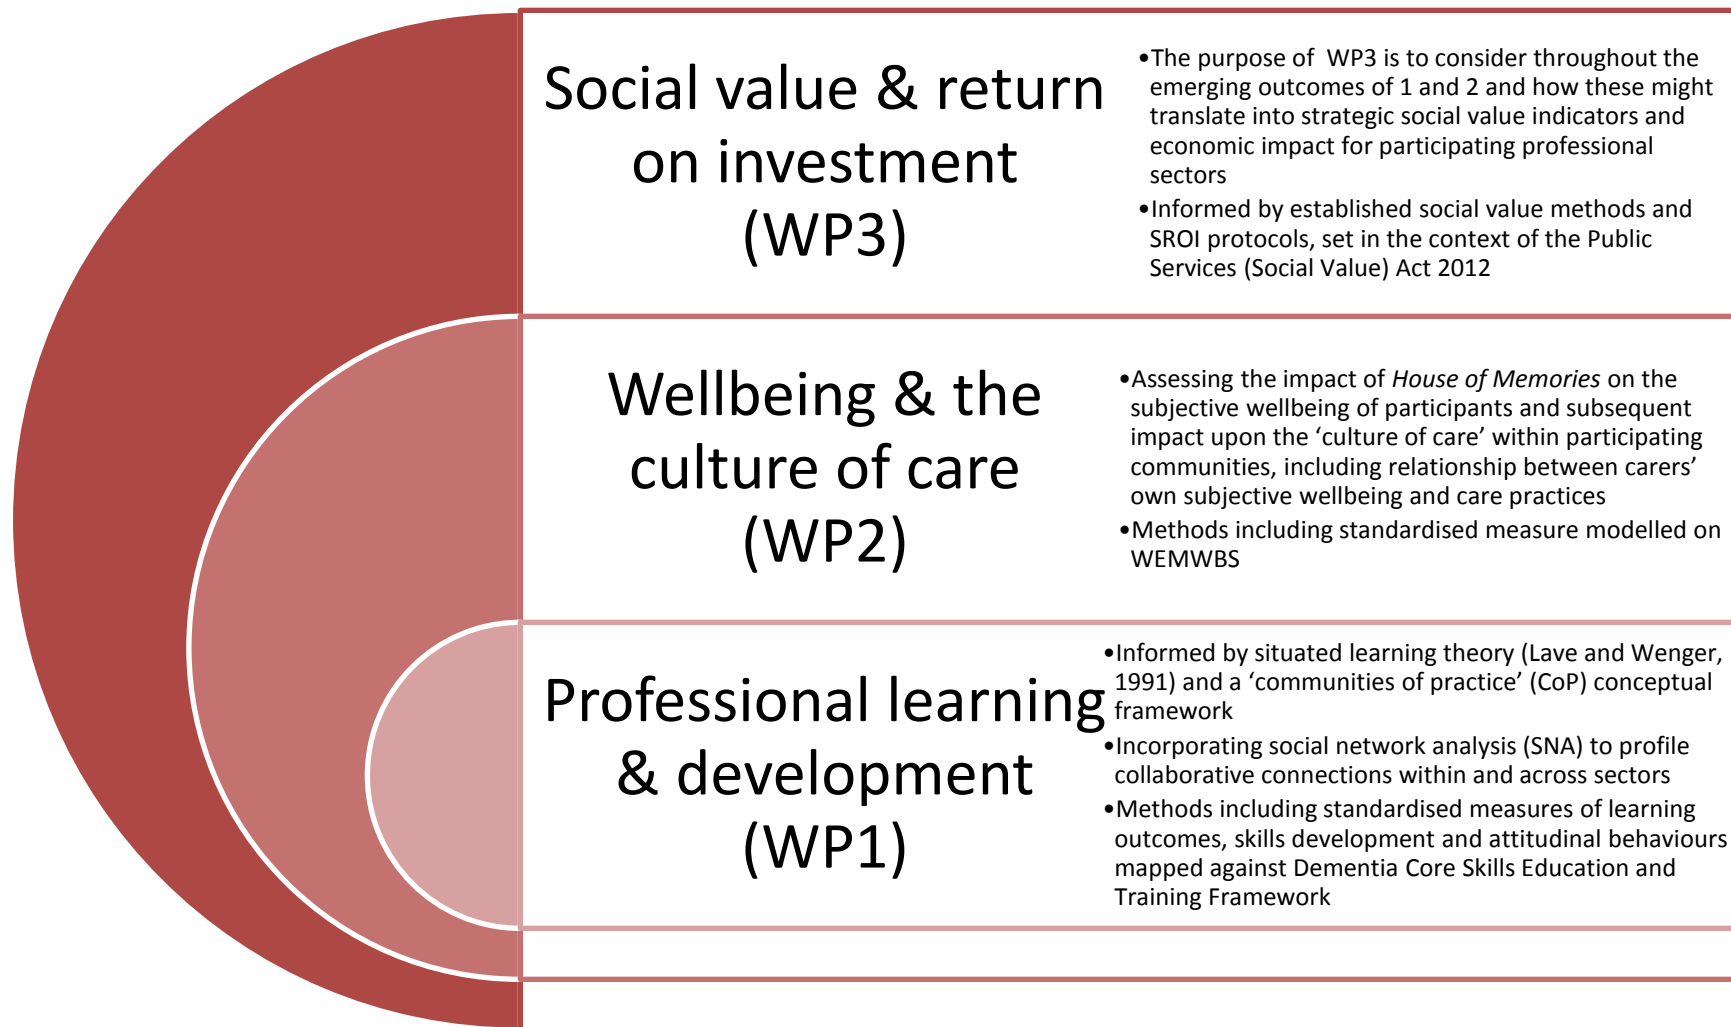 Social value & return
on investment
(WP3)
•The purpose of  WP3 is to consider throughout the
emerging outcomes of 1 and 2 and how these might
translate into strategic social value indicators and
economic impact for participating professional
sectors
•Informed by established social value methods and
SROI protocols, set in the context of the Public
Services (Social Value) Act 2012
Wellbeing & the
culture of care
(WP2)
•Assessing the impact of House of Memories on the
subjective wellbeing of participants and subsequent
impact upon the ‘culture of care’ within participating
communities, including relationship between carers’
own subjective wellbeing and care practices
•Methods including standardised measure modelled on
WEMWBS
Professional learning
& development
(WP1)
•Informed by situated learning theory (Lave and Wenger,
1991) and a ‘communities of practice’ (CoP) conceptual
framework
•Incorporating social network analysis (SNA) to profile
collaborative connections within and across sectors
•Methods including standardised measures of learning
outcomes, skills development and attitudinal behaviours
mapped against Dementia Core Skills Education and
Training Framework